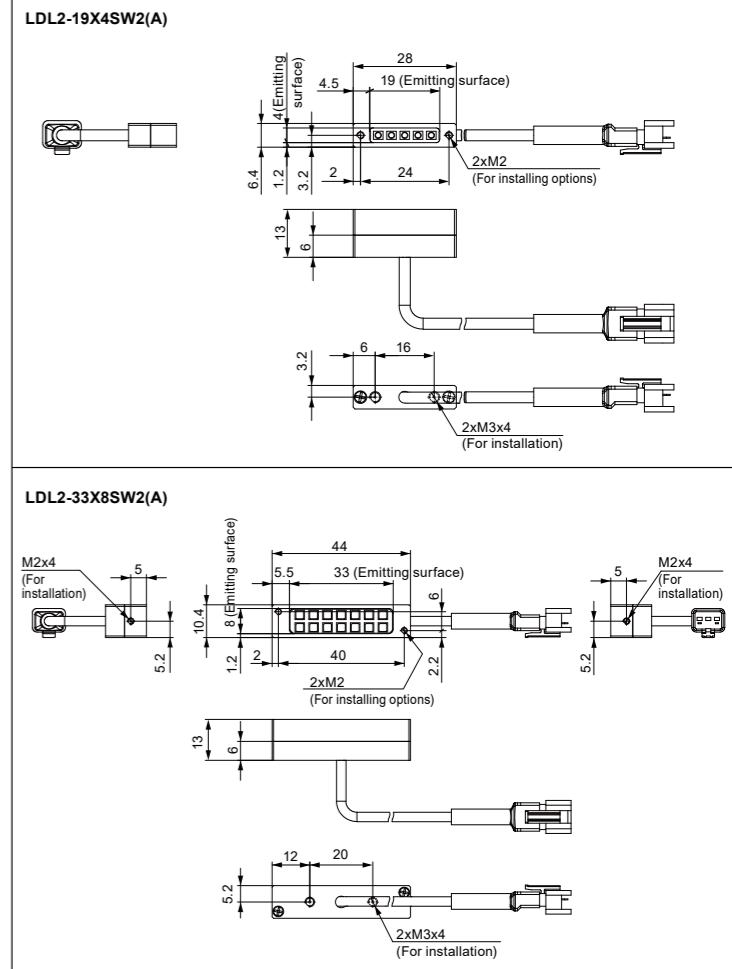 LDL2-19X4SW2(A)
28
4.5
19 (Emitting surface)
4(Emitting
surface)
6.4
1.2
3.2
2
24
2xM2
(For installing options)
13
6
6
16
3.2
2xM3x4
(For installation)
LDL2-33X8SW2(A)
M2x4
(For
installation)
5
5.2
44
5.5
33 (Emitting surface)
8 (Emitting surface)
10.4
1.2
2
40
6
2.2
2xM2
(For installing options)
5
M2x4
(For
installation)
5.2
13
6
12
20
5.2
2xM3x4
(For installation)